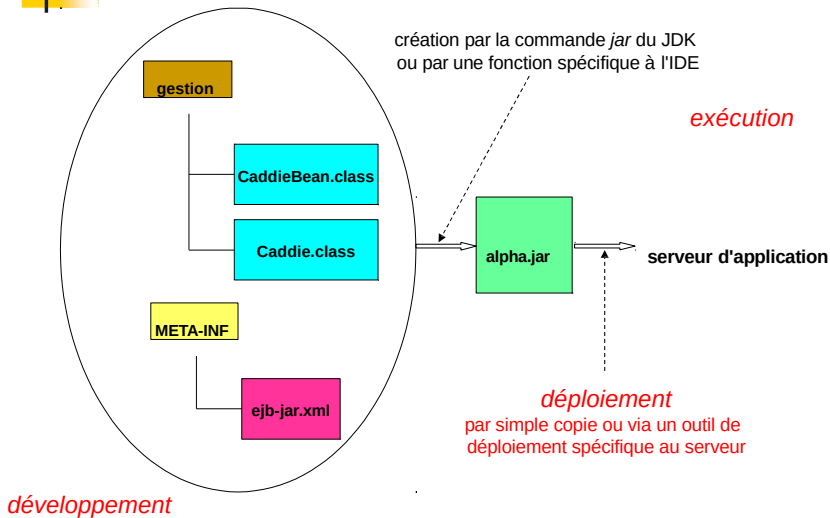 création par la commande jar du JDK
ou par une fonction spécifique à l'IDE
gestion
exécution
CaddieBean.class
Caddie.class
alpha.jar
serveur d'application
META-INF
ejb-jar.xml
déploiement
par simple copie ou via un outil de
déploiement spécifique au serveur
développement